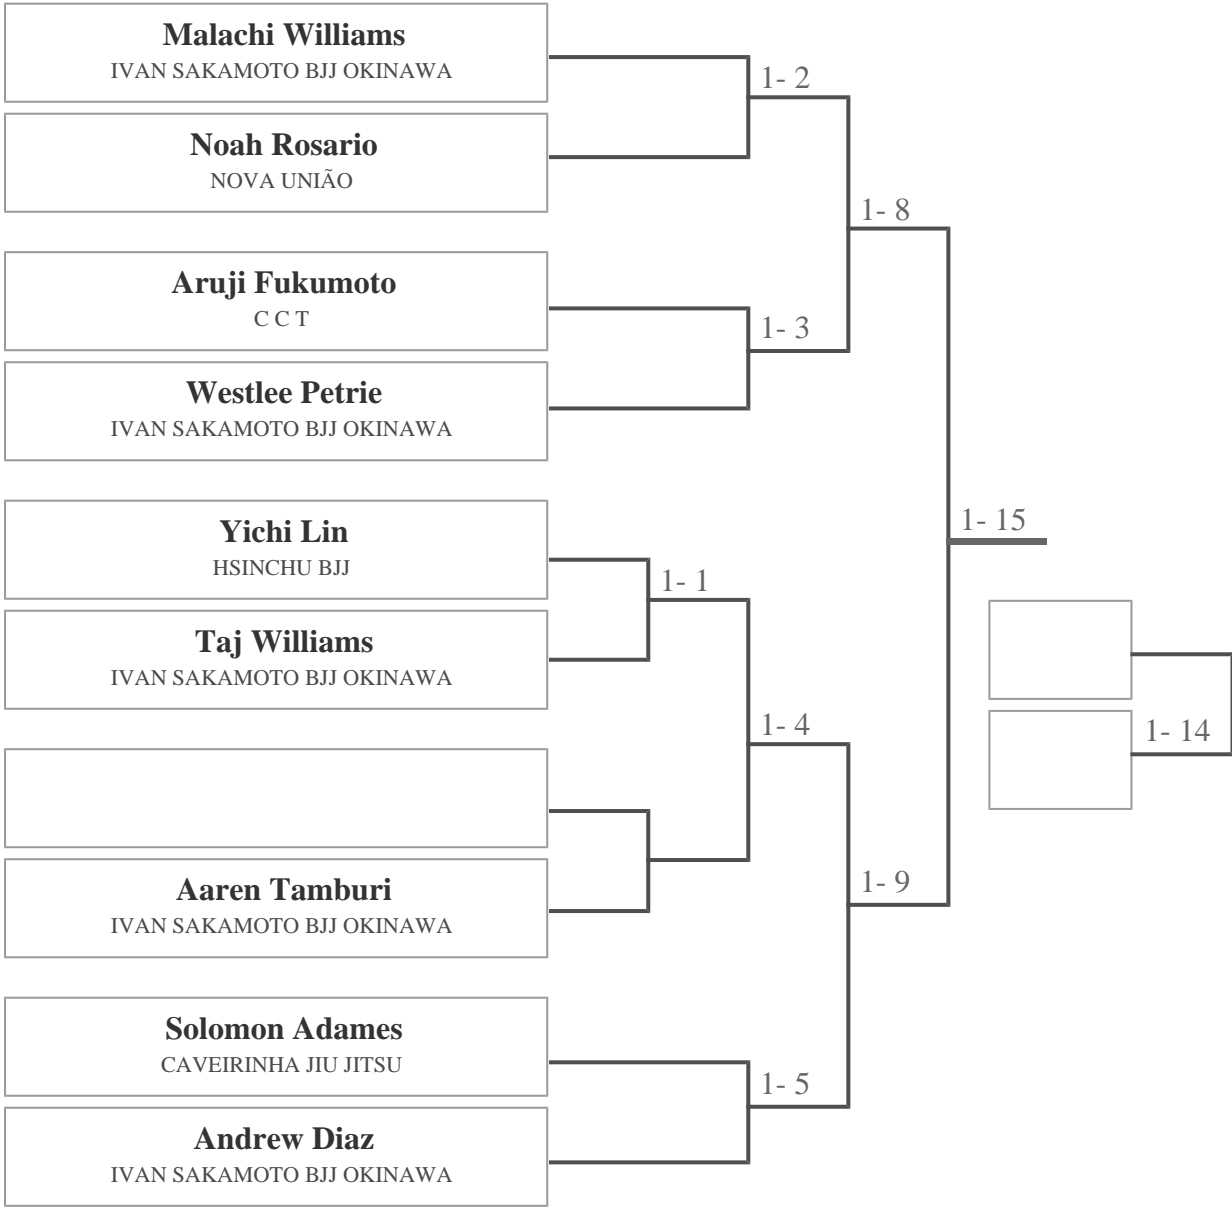 Malachi Williams
IVAN SAKAMOTO BJJ OKINAWA
1- 2
Noah Rosario
NOVA UNIÃO
1- 8
Aruji Fukumoto
C C T
1- 3
Westlee Petrie
IVAN SAKAMOTO BJJ OKINAWA
1- 15
Yichi Lin
HSINCHU BJJ
1- 1
Taj Williams
IVAN SAKAMOTO BJJ OKINAWA
1- 4
1- 14
Aaren Tamburi
IVAN SAKAMOTO BJJ OKINAWA
1- 9
Solomon Adames
CAVEIRINHA JIU JITSU
1- 5
Andrew Diaz
IVAN SAKAMOTO BJJ OKINAWA